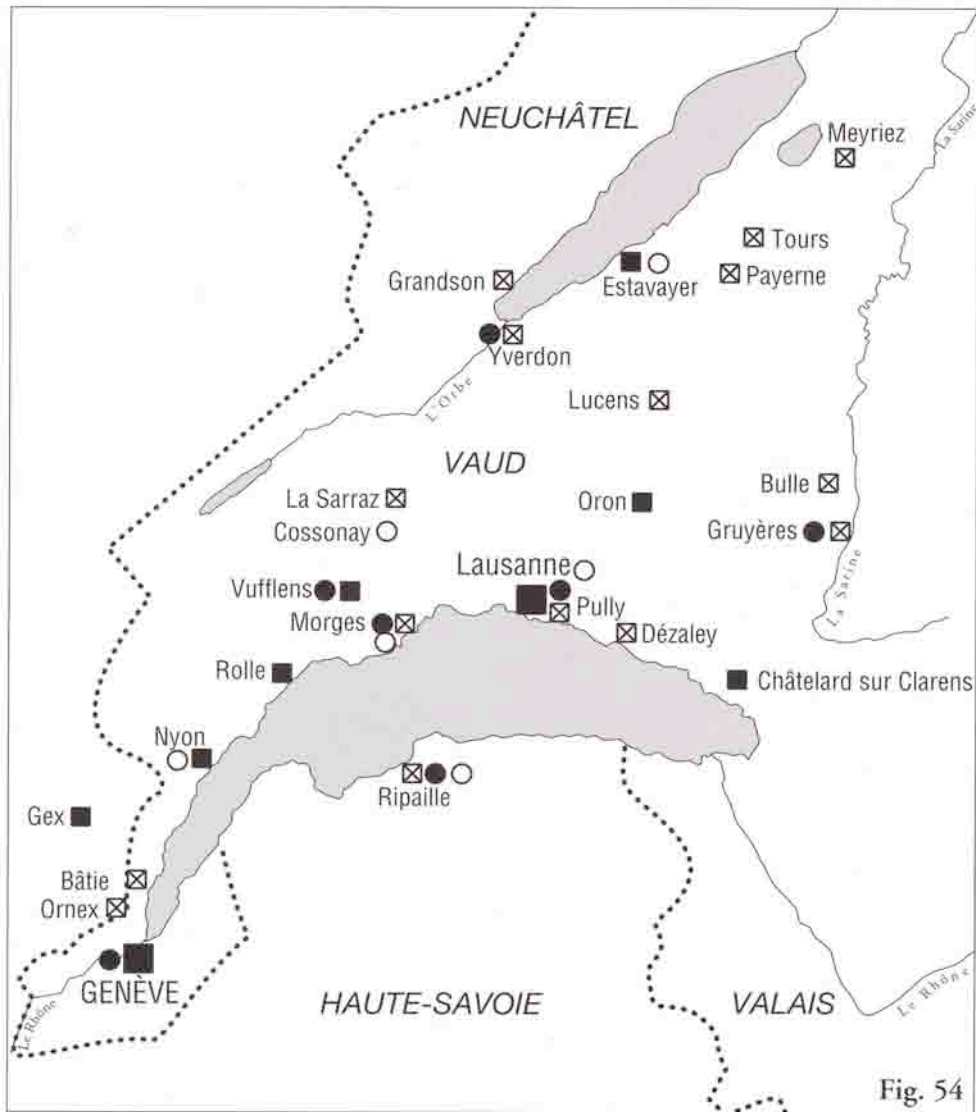 NEUCHÂTEL
La Sarine
Meyriez
Tours
Grandson
Estavayer
Payerne
Yverdon
L'Orbe
Lucens
VAUD
Bulle
La Sarraz
Oron
Cossonay
Gruyères
Lausanne
Vufflens
Pully
La Sarine
Morges
Dézaley
Rolle
Châtelard sur Clarens
Nyon
Ripaille
Gex
Bâtie
Ornex
GENÈVE
Le Rhône
HAUTE-SAVOIE
VALAIS
Le Rhône
Fig. 54